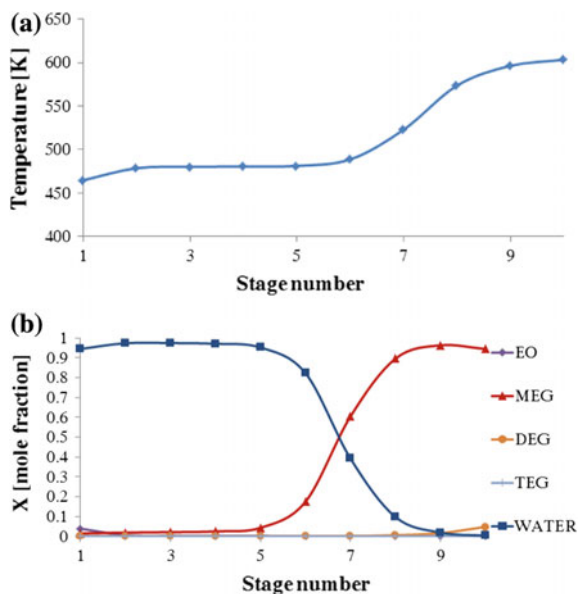 (a)
Temperature [K]
650
600
550
500
450
400
1 3 5 7 9
Stage number
(b)
X [mole fraction]
1
0.9
0.8
0.7
0.6
0.5
0.4
0.3
0.2
0.1
0
1 3 5 7 9
Stage number
EO
MEG
DEG
TEG
WATER